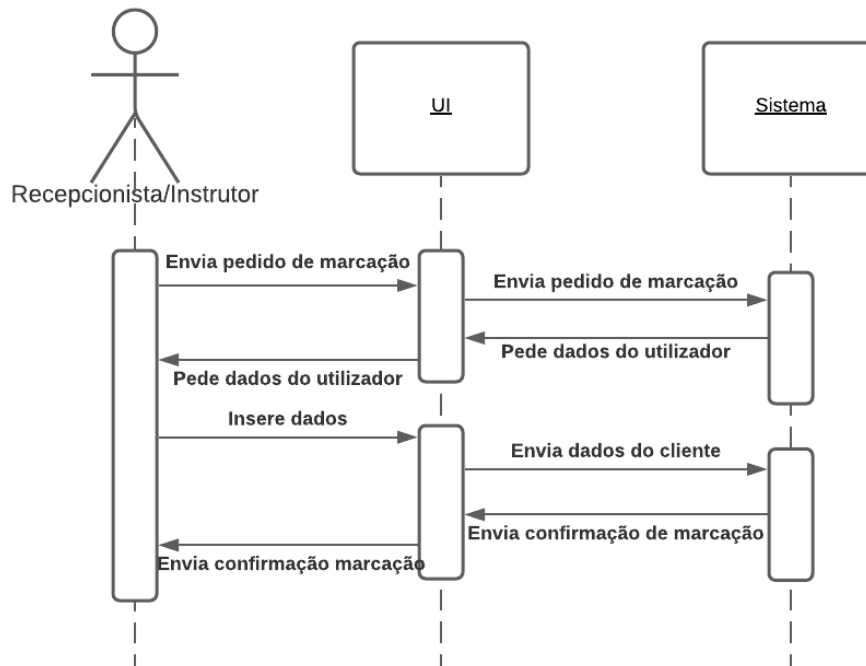 UI
Sistema
Recepcionista/Instrutor
Envia pedido de marcação
Envia pedido de marcação
Pede dados do utilizador
Pede dados do utilizador
Insere dados
Envia dados do cliente
Envia confirmação de marcação
Envia confirmação marcação